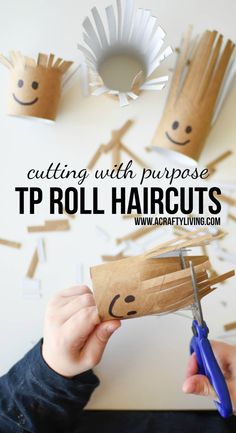 cutting with purpose
TP ROLL HAIRCUTS
WWW.ACRAFTYLIVING.COM